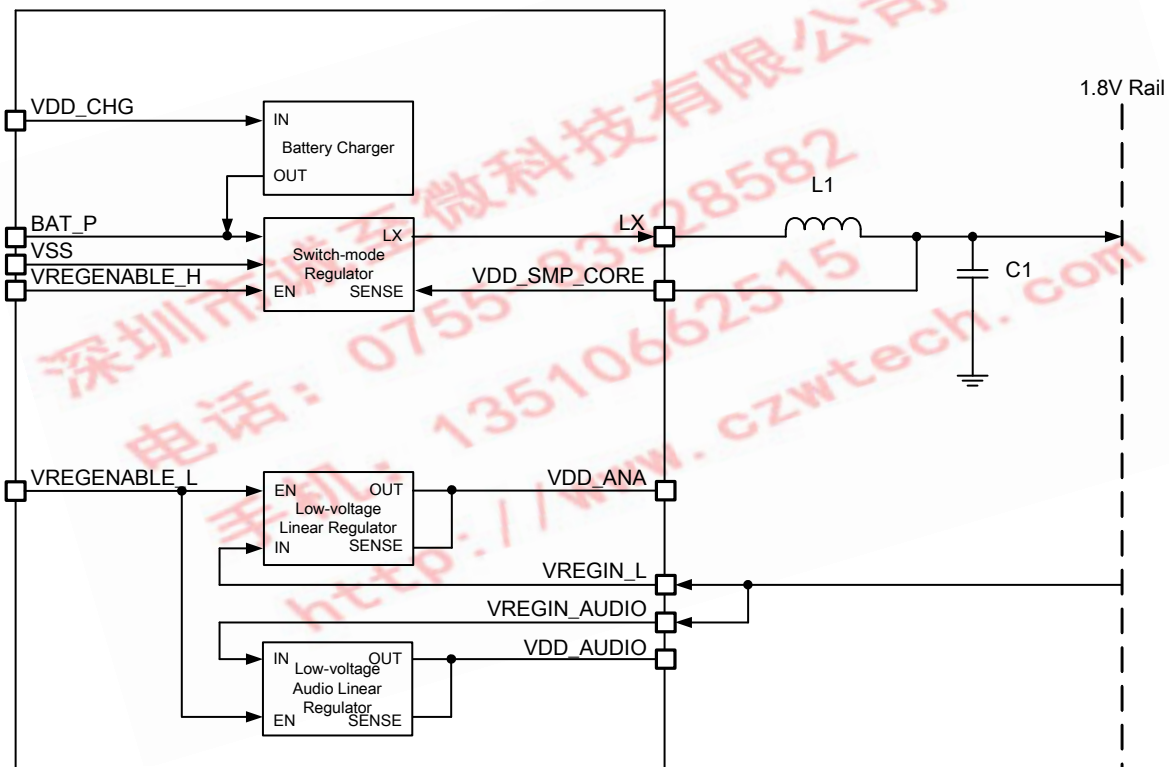 1.8V Rail
VDD_CHG
IN
Battery Charger
OUT
BAT_P
VSS
VREGENABLE_H
LX
Switch-mode
Regulator
EN
SENSE
LX
VDD_SMP_CORE
L1
C1
VREGENABLE_L
EN
OUT
Low-voltage
Linear Regulator
IN
SENSE
VDD_ANA
VREGIN_L
VREGIN_AUDIO
VDD_AUDIO
IN
OUT
Low-voltage
Audio Linear
Regulator
EN
SENSE
深圳市诚至微科技有限公司
电话：0755-83328582
手机：13510662515
http://www.czwtech.com